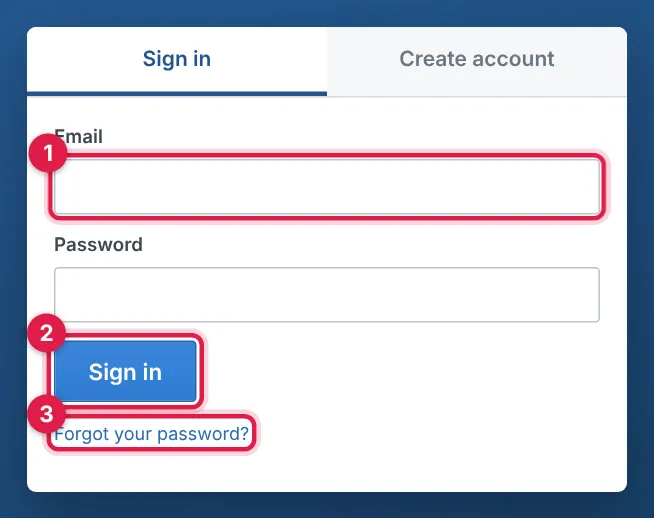 Sign in
Create account
Email
1
Password
2
Sign in
3
Forgot your password?